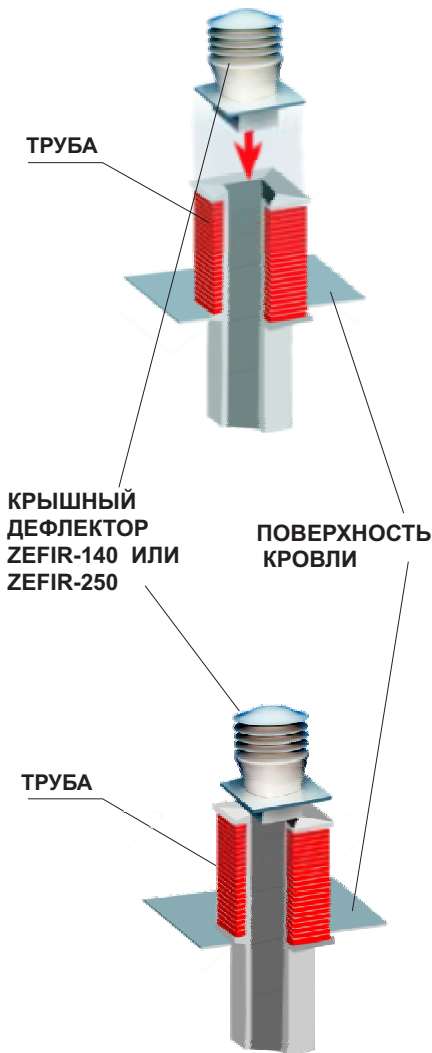 ТРУБА
КРЫШНЫЙ
ДЕФЛЕКТОР
ZEFIR-140 ИЛИ
ZEFIR-250
ПОВЕРХНОСТЬ
КРОВЛИ
ТРУБА